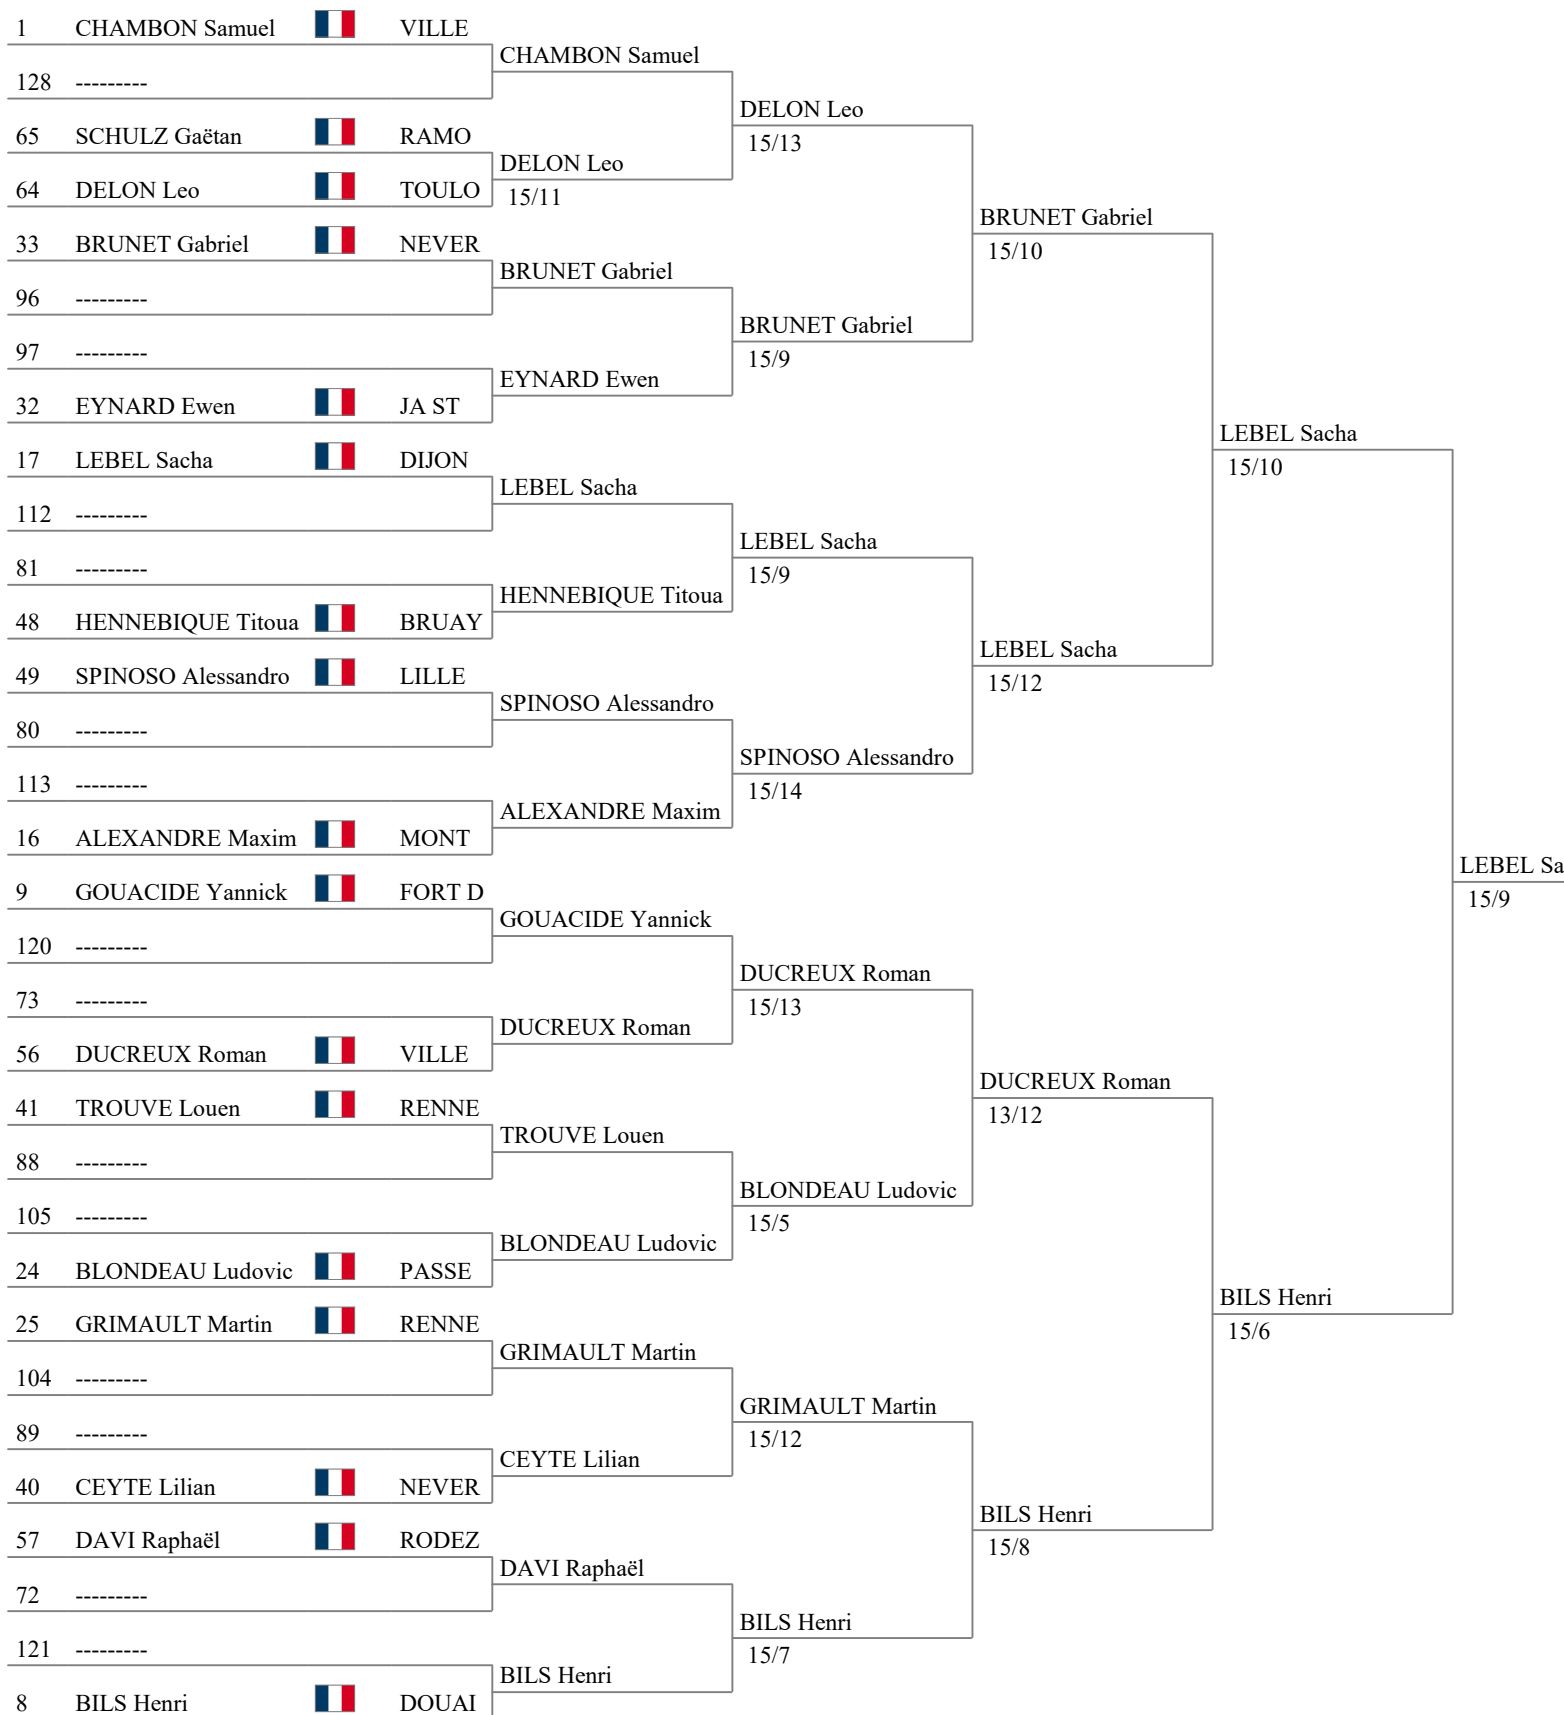 1 CHAMBON Samuel VILLE
CHAMBON Samuel
128 ---------
DELON Leo
15/13
65 SCHULZ Gaëtan RAMO
DELON Leo
15/11
64 DELON Leo TOULO
BRUNET Gabriel
15/10
33 BRUNET Gabriel NEVER
BRUNET Gabriel
96 ---------
BRUNET Gabriel
15/9
97 ---------
EYNARD Ewen
32 EYNARD Ewen JA ST
LEBEL Sacha
15/10
17 LEBEL Sacha DIJON
LEBEL Sacha
112 ---------
LEBEL Sacha
15/9
81 ---------
HENNEBIQUE Titoua
48 HENNEBIQUE Titoua BRUAY
LEBEL Sacha
15/12
49 SPINOSO Alessandro LILLE
SPINOSO Alessandro
80 ---------
SPINOSO Alessandro
15/14
113 ---------
ALEXANDRE Maxim
16 ALEXANDRE Maxim MONT
LEBEL Sa
15/9
9 GOUACIDE Yannick FORT D
GOUACIDE Yannick
120 ---------
DUCREUX Roman
15/13
73 ---------
DUCREUX Roman
56 DUCREUX Roman VILLE
DUCREUX Roman
13/12
41 TROUVE Louen RENNE
TROUVE Louen
88 ---------
BLONDEAU Ludovic
15/5
105 ---------
BLONDEAU Ludovic
24 BLONDEAU Ludovic PASSE
BILS Henri
15/6
25 GRIMAULT Martin RENNE
GRIMAULT Martin
104 ---------
GRIMAULT Martin
15/12
89 ---------
CEYTE Lilian
40 CEYTE Lilian NEVER
BILS Henri
15/8
57 DAVI Raphaël RODEZ
DAVI Raphaël
72 ---------
BILS Henri
15/7
121 ---------
BILS Henri
8 BILS Henri DOUAI